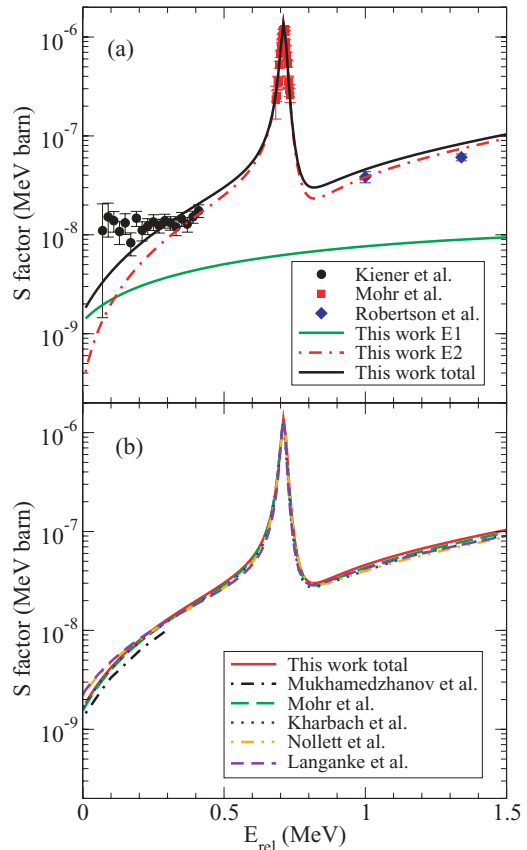 (a)
10^-6
10^-7
10^-8
10^-9
S factor (MeV barn)
Kiener et al.
Mohr et al.
Robertson et al.
This work E1
This work E2
This work total
(b)
10^-6
10^-7
10^-8
10^-9
S factor (MeV barn)
This work total
Mukhamedzhanov et al.
Mohr et al.
Kharbach et al.
Nollett et al.
Langanke et al.
0 0.5 1 1.5
E_rel (MeV)